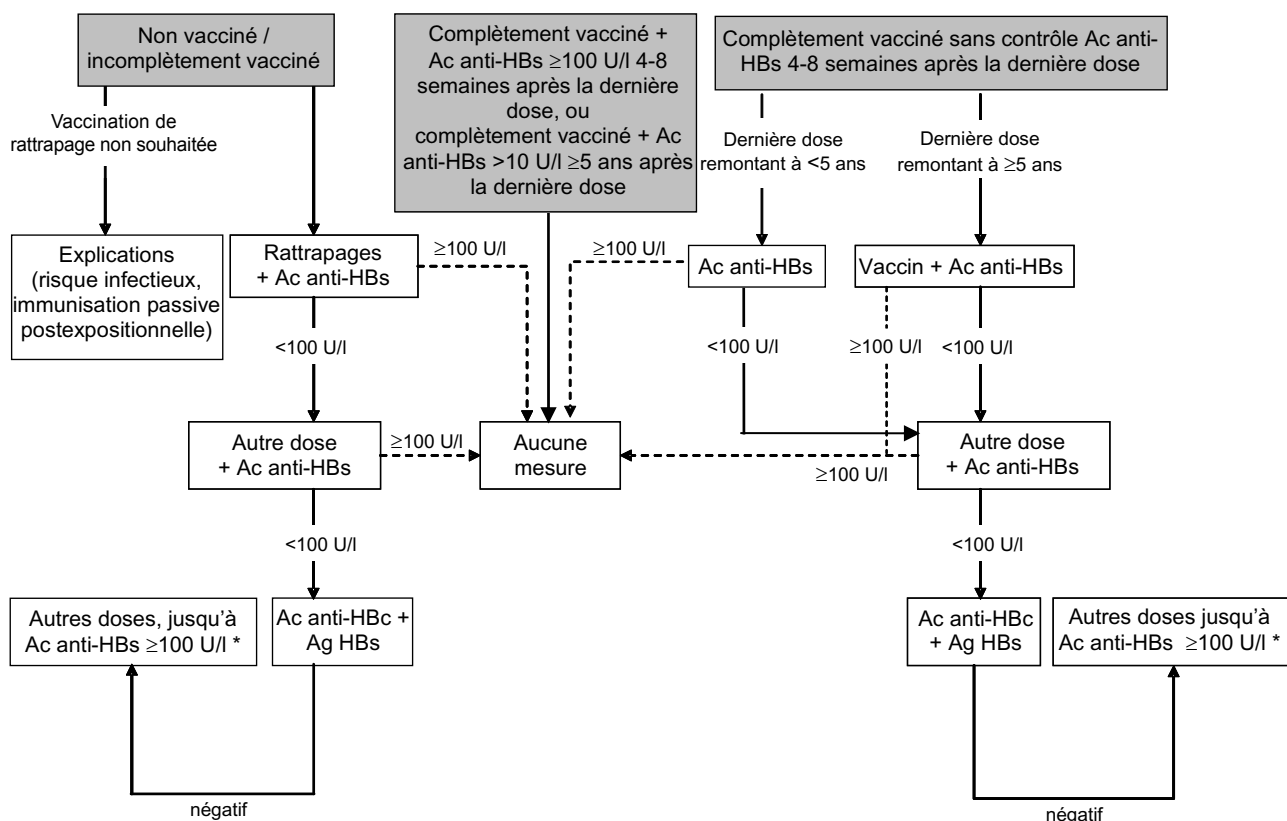 Non vacciné /
incomplètement vacciné
Complètement vacciné +
Ac anti-HBs ≥100 U/l 4-8
semaines après la dernière
dose, ou
complètement vacciné + Ac
anti-HBs >10 U/l ≥5 ans après
la dernière dose
Complètement vacciné sans contrôle Ac anti-
HBs 4-8 semaines après la dernière dose
Vaccination de
rattrapage non souhaitée
Dernière dose
remontant à <5 ans
Dernière dose
remontant à ≥5 ans
Explications
(risque infectieux,
immunisation passive
postexpositionnelle)
Rattrapages
+ Ac anti-HBs
≥100 U/l
≥100 U/l
Ac anti-HBs
Vaccin + Ac anti-HBs
<100 U/l
<100 U/l
≥100 U/l
<100 U/l
Autre dose
+ Ac anti-HBs
≥100 U/l
Aucune
mesure
≥100 U/l
Autre dose
+ Ac anti-HBs
<100 U/l
<100 U/l
Autres doses, jusqu’à
Ac anti-HBs ≥100 U/l *
Ac anti-HBc +
Ag HBs
Ac anti-HBc
+ Ag HBs
Autres doses jusqu’à
Ac anti-HBs ≥100 U/l *
négatif
négatif